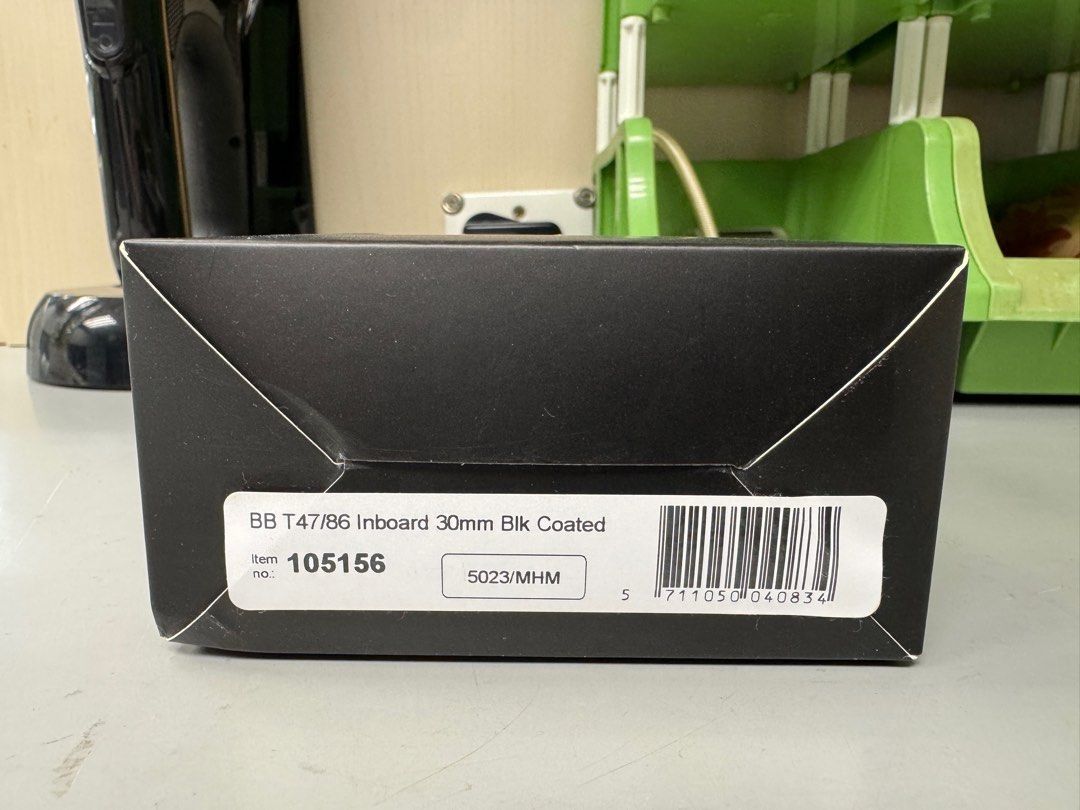 BB T47/86 Inboard 30mm Blk Coated
Item no.: 105156
5023/MHM
5 711050 040834